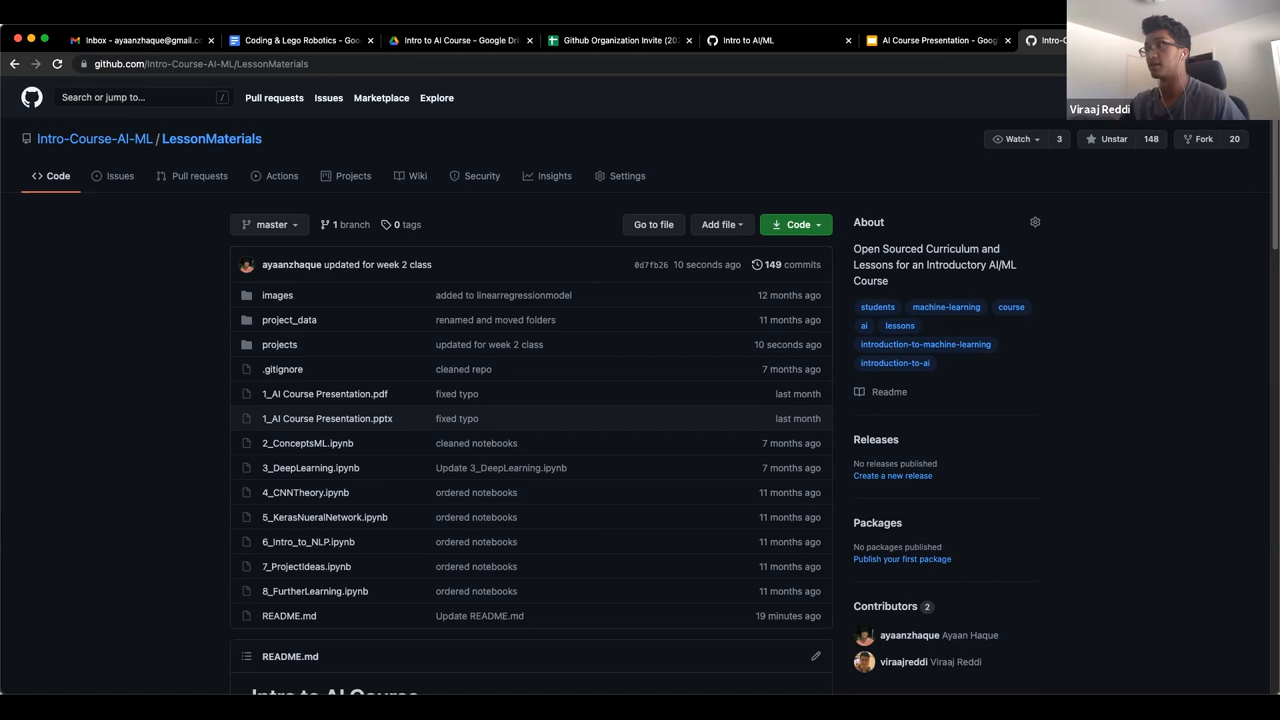 Inbox - ayaanzhaque@gmail.cc
Coding & Lego Robotics - Goo
Intro to AI Course - Google Dri
Github Organization Invite (202
Intro to AI/ML
AI Course Presentation - Googl
Intro-
github.com/Intro-Course-AI-ML/LessonMaterials
Viraaj Reddi
Search or jump to...
/
Pull requests
Issues
Marketplace
Explore
Intro-Course-AI-ML / LessonMaterials
Watch
3
Unstar
148
Fork
20
<> Code
Issues
Pull requests
Actions
Projects
Wiki
Security
Insights
Settings
master
1 branch
0 tags
Go to file
Add file
Code
ayaanzhaque updated for week 2 class
0d7fb26 10 seconds ago
149 commits
images
added to linearregressionmodel
12 months ago
project_data
renamed and moved folders
11 months ago
projects
updated for week 2 class
10 seconds ago
.gitignore
cleaned repo
7 months ago
1_AI Course Presentation.pdf
fixed typo
last month
1_AI Course Presentation.pptx
fixed typo
last month
2_ConceptsML.ipynb
cleaned notebooks
7 months ago
3_DeepLearning.ipynb
Update 3_DeepLearning.ipynb
7 months ago
4_CNNTheory.ipynb
ordered notebooks
11 months ago
5_KerasNueralNetwork.ipynb
ordered notebooks
11 months ago
6_Intro_to_NLP.ipynb
ordered notebooks
11 months ago
7_ProjectIdeas.ipynb
ordered notebooks
11 months ago
8_FurtherLearning.ipynb
ordered notebooks
11 months ago
README.md
Update README.md
19 minutes ago
README.md
Intro to AI Course
About
Open Sourced Curriculum and
Lessons for an Introductory AI/ML
Course
students
machine-learning
course
ai
lessons
introduction-to-machine-learning
introduction-to-ai
Readme
Releases
No releases published
Create a new release
Packages
No packages published
Publish your first package
Contributors 2
ayaanzhaque Ayaan Haque
viraajreddi Viraaj Reddi